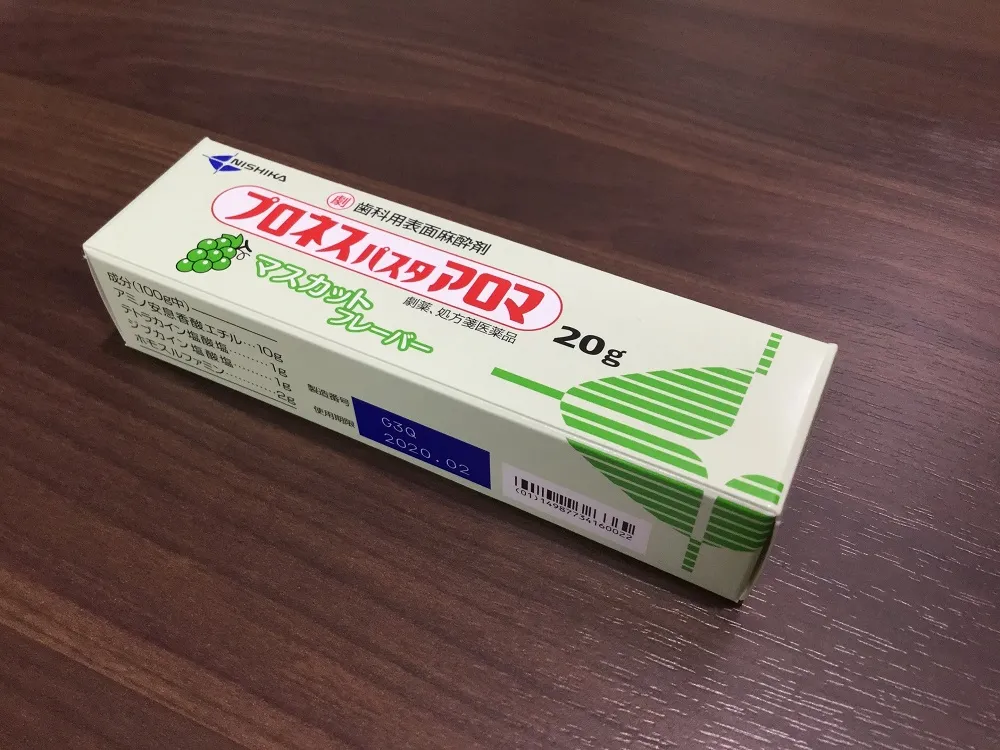 NISHIKA
劇 歯科用表面麻酔剤
プロネスパスタアロマ
マスカット
フレーバー
劇薬、処方箋医薬品
20g
成分(100g中)
アミノ安息香酸エチル…10g
テトラカイン塩酸塩………1g
ジブカイン塩酸塩…………1g
ホモスルファミン…………2g
製造番号 G3Q
使用期限 2020.02
(01)14987734160022